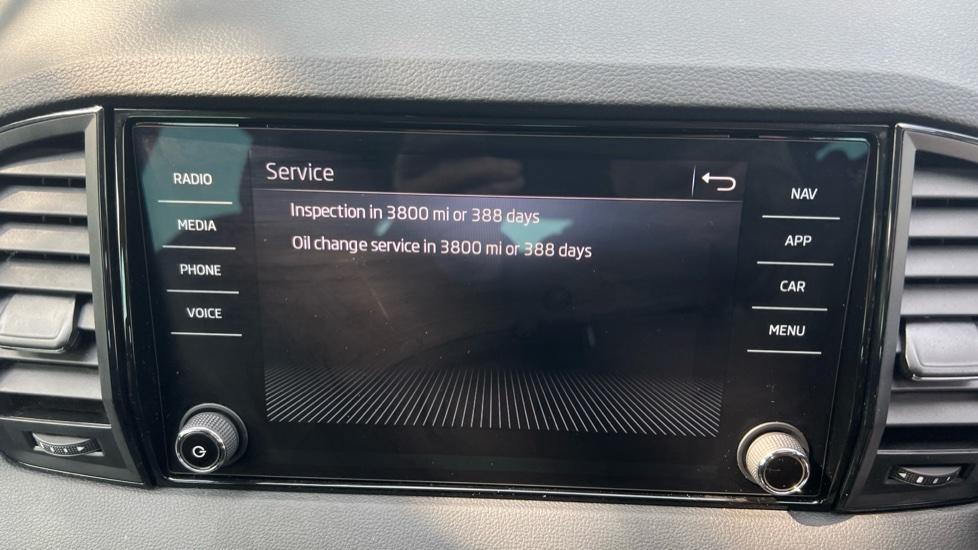 Service
Inspection in 3800 mi or 388 days
Oil change service in 3800 mi or 388 days
RADIO
MEDIA
PHONE
VOICE
NAV
APP
CAR
MENU